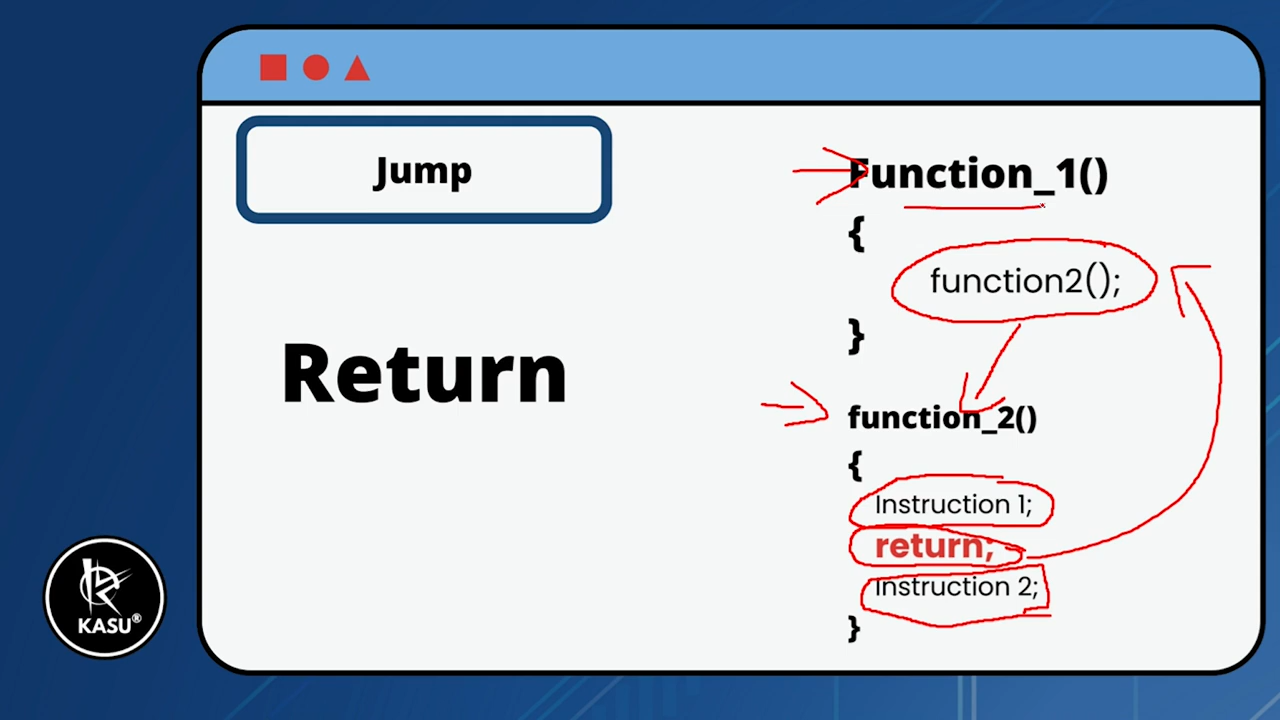 Jump
Return
Function_1()
{
function2();
}
function_2()
{
Instruction 1;
return;
Instruction 2;
}
KASU®